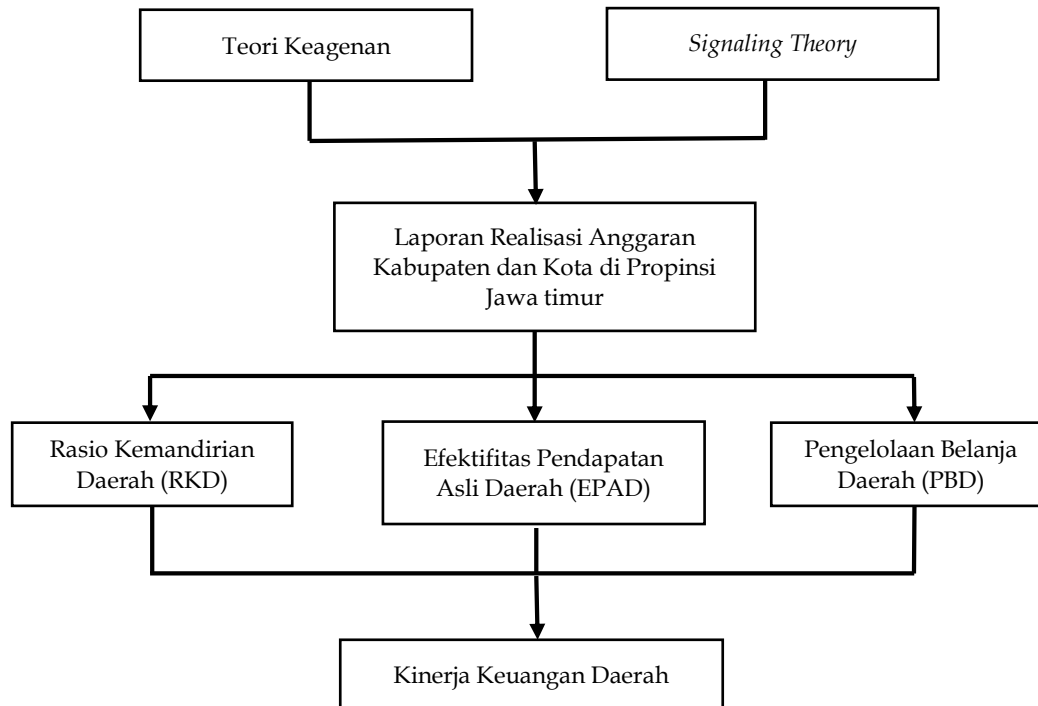 Teori Keagenan
Signaling Theory
Laporan Realisasi Anggaran
Kabupaten dan Kota di Propinsi
Jawa timur
Rasio Kemandirian
Daerah (RKD)
Efektifitas Pendapatan
Asli Daerah (EPAD)
Pengelolaan Belanja
Daerah (PBD)
Kinerja Keuangan Daerah